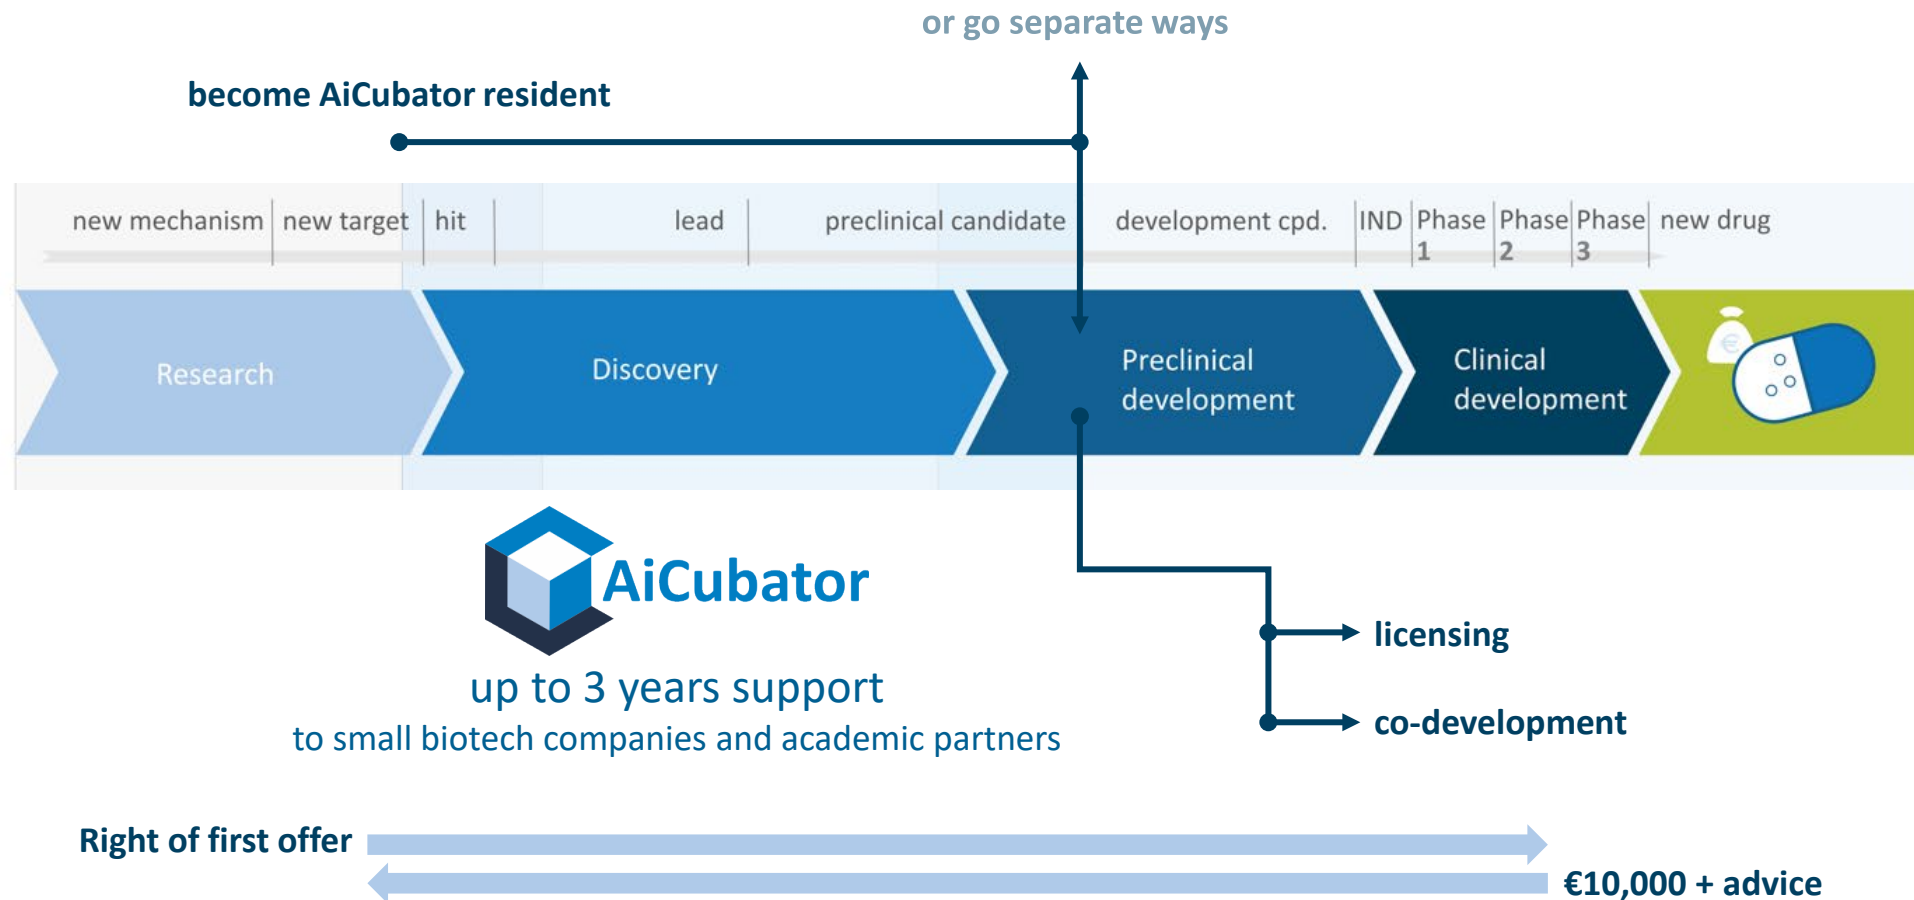 or go separate ways
become AiCubator resident
new mechanism new target hit lead preclinical candidate development cpd. IND Phase 1 Phase 2 Phase 3 new drug
Research
Discovery
Preclinical
development
Clinical
development
€
AiCubator
up to 3 years support
to small biotech companies and academic partners
licensing
co-development
Right of first offer
€10,000 + advice